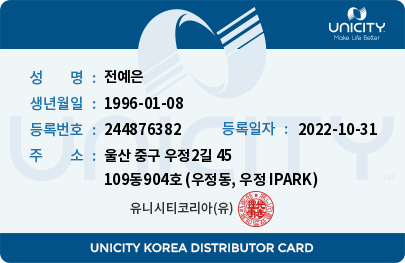 UNICITY
Make Life Better
성 명 : 전예은
생년월일 : 1996-01-08
등록번호 : 244876382 등록일자 : 2022-10-31
주 소 : 울산 중구 우정2길 45
109동904호 (우정동, 우정 IPARK)
UNICITY
TM
유니시티코리아(유)
UNICITY KOREA DISTRIBUTOR CARD